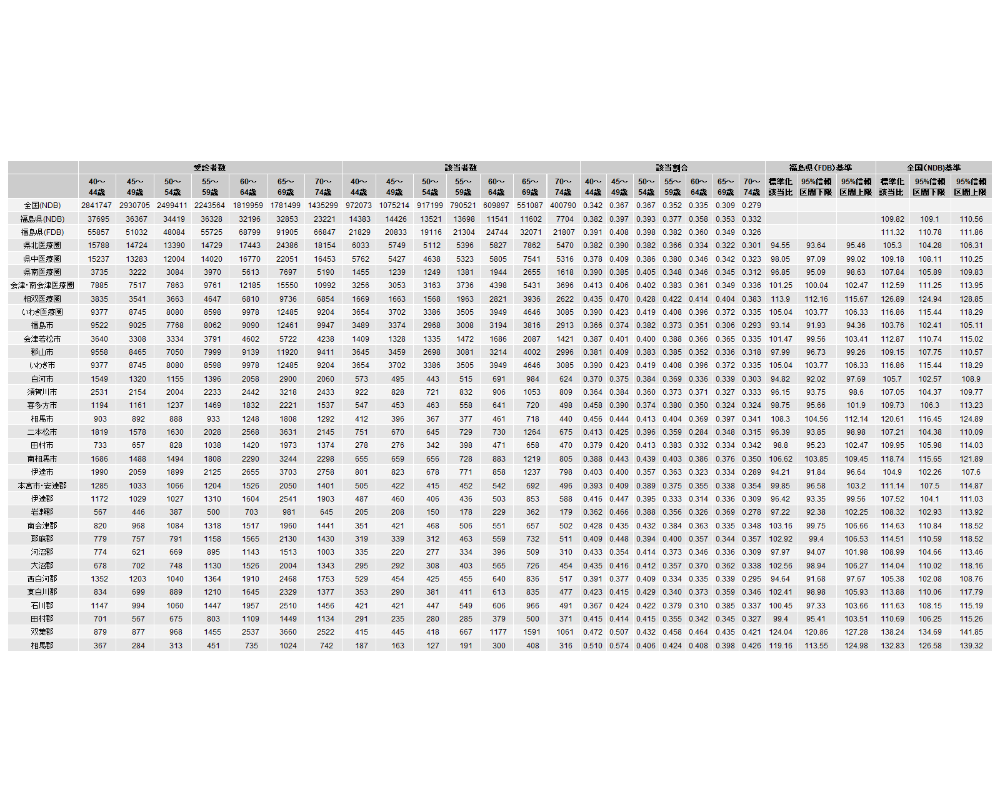 受診者数 該当者数 該当割合 福島県(FDB)基準 全国(NDB)基準
40～44歳 45～49歳 50～54歳 55～59歳 60～64歳 65～69歳 70～74歳 40～44歳 45～49歳 50～54歳 55～59歳 60～64歳 65～69歳 70～74歳 40～44歳 45～49歳 50～54歳 55～59歳 60～64歳 65～69歳 70～74歳 標準化該当比 95%信頼区間下限 95%信頼区間上限 標準化該当比 95%信頼区間下限 95%信頼区間上限
全国(NDB) 2841747 2930705 2499411 2243564 1819959 1781499 1435299 972073 1075214 917199 790521 609897 551087 400790 0.342 0.367 0.367 0.352 0.335 0.309 0.279
福島県(NDB) 37695 36367 34419 36328 32196 32853 23221 14383 14426 13521 13698 11541 11602 7704 0.382 0.397 0.393 0.377 0.358 0.353 0.332 109.82 109.1 110.56
福島県(FDB) 55857 51032 48084 55725 68799 91905 66847 21829 20833 19116 21304 24744 32071 21807 0.391 0.408 0.398 0.382 0.360 0.349 0.326 111.32 110.78 111.86
県北医療圏 15788 14724 13390 14729 17443 24386 18154 6033 5749 5112 5396 5827 7862 5470 0.382 0.390 0.382 0.366 0.334 0.322 0.301 94.55 93.64 95.46 105.3 104.28 106.31
県中医療圏 15237 13283 12004 14020 16770 22051 16453 5762 5427 4638 5323 5805 7541 5316 0.378 0.409 0.386 0.380 0.346 0.342 0.323 98.05 97.09 99.02 109.18 108.11 110.25
県南医療圏 3735 3222 3084 3970 5613 7697 5190 1455 1239 1249 1381 1944 2655 1618 0.390 0.385 0.405 0.348 0.346 0.345 0.312 96.85 95.09 98.63 107.84 105.89 109.83
会津・南会津医療圏 7885 7517 7863 9761 12185 15550 10992 3256 3053 3163 3736 4398 5431 3696 0.413 0.406 0.402 0.383 0.361 0.349 0.336 101.25 100.04 102.47 112.59 111.25 113.95
相双医療圏 3835 3541 3663 4647 6810 9736 6854 1669 1663 1568 1963 2821 3936 2622 0.435 0.470 0.428 0.422 0.414 0.404 0.383 113.9 112.16 115.67 126.89 124.94 128.85
いわき医療圏 9377 8745 8080 8598 9978 12485 9204 3654 3702 3386 3505 3949 4646 3085 0.390 0.423 0.419 0.408 0.396 0.372 0.335 105.04 103.77 106.33 116.86 115.44 118.29
福島市 9522 9025 7768 8062 9090 12461 9947 3489 3374 2968 3008 3194 3816 2913 0.366 0.374 0.382 0.373 0.351 0.306 0.293 93.14 91.93 94.36 103.76 102.41 105.11
会津若松市 3640 3308 3334 3791 4602 5722 4238 1409 1328 1335 1472 1686 2087 1421 0.387 0.401 0.400 0.388 0.366 0.365 0.335 101.47 99.56 103.41 112.87 110.74 115.02
郡山市 9558 8465 7050 7999 9139 11920 9411 3645 3459 2698 3081 3214 4002 2996 0.381 0.409 0.383 0.385 0.352 0.336 0.318 97.99 96.73 99.26 109.15 107.75 110.57
いわき市 9377 8745 8080 8598 9978 12485 9204 3654 3702 3386 3505 3949 4646 3085 0.390 0.423 0.419 0.408 0.396 0.372 0.335 105.04 103.77 106.33 116.86 115.44 118.29
白河市 1549 1320 1155 1396 2058 2900 2060 573 495 443 515 691 984 624 0.370 0.375 0.384 0.369 0.336 0.339 0.303 94.82 92.02 97.69 105.7 102.57 108.9
須賀川市 2531 2154 2004 2233 2442 3218 2433 922 828 721 832 906 1053 809 0.364 0.384 0.360 0.373 0.371 0.327 0.333 96.15 93.75 98.6 107.05 104.37 109.77
喜多方市 1194 1161 1237 1469 1832 2221 1537 547 453 463 558 641 720 498 0.458 0.390 0.374 0.380 0.350 0.324 0.324 98.75 95.66 101.9 109.73 106.3 113.23
相馬市 903 892 888 933 1248 1808 1292 412 396 367 377 461 718 440 0.456 0.444 0.413 0.404 0.369 0.397 0.341 108.3 104.56 112.14 120.61 116.45 124.89
二本松市 1819 1578 1630 2028 2568 3631 2145 751 670 645 729 730 1264 675 0.413 0.425 0.396 0.359 0.284 0.348 0.315 96.39 93.85 98.98 107.21 104.38 110.09
田村市 733 657 828 1038 1420 1973 1374 278 276 342 398 471 658 470 0.379 0.420 0.413 0.383 0.332 0.334 0.342 98.8 95.23 102.47 109.95 105.98 114.03
南相馬市 1686 1488 1494 1808 2290 3244 2298 655 659 656 728 883 1219 805 0.388 0.443 0.439 0.403 0.386 0.376 0.350 106.62 103.85 109.45 118.74 115.65 121.89
伊達市 1990 2059 1899 2125 2655 3703 2758 801 823 678 771 858 1237 798 0.403 0.400 0.357 0.363 0.323 0.334 0.289 94.21 91.84 96.64 104.9 102.26 107.6
本宮市・安達郡 1285 1033 1066 1204 1526 2050 1401 505 422 415 452 542 692 496 0.393 0.409 0.389 0.375 0.355 0.338 0.354 99.85 96.58 103.2 111.14 107.5 114.87
伊達郡 1172 1029 1027 1310 1604 2541 1903 487 460 406 436 503 853 588 0.416 0.447 0.395 0.333 0.314 0.336 0.309 96.42 93.35 99.56 107.52 104.1 111.03
岩瀬郡 567 446 387 500 703 981 645 205 208 150 178 229 362 179 0.362 0.466 0.388 0.356 0.326 0.369 0.278 97.22 92.38 102.25 108.32 102.93 113.92
南会津郡 820 968 1084 1318 1517 1960 1441 351 421 468 506 551 657 502 0.428 0.435 0.432 0.384 0.363 0.335 0.348 103.16 99.75 106.66 114.63 110.84 118.52
耶麻郡 779 757 791 1158 1565 2130 1430 319 339 312 463 559 732 511 0.409 0.448 0.394 0.400 0.357 0.344 0.357 102.92 99.4 106.53 114.51 110.59 118.52
河沼郡 774 621 669 895 1143 1513 1003 335 220 277 334 396 509 310 0.433 0.354 0.414 0.373 0.346 0.336 0.309 97.97 94.07 101.98 108.99 104.66 113.46
大沼郡 678 702 748 1130 1526 2004 1343 295 292 308 403 565 726 454 0.435 0.416 0.412 0.357 0.370 0.362 0.338 102.56 98.94 106.27 114.04 110.02 118.16
西白河郡 1352 1203 1040 1364 1910 2468 1753 529 454 425 455 640 836 517 0.391 0.377 0.409 0.334 0.335 0.339 0.295 94.64 91.68 97.67 105.38 102.08 108.76
東白川郡 834 699 889 1210 1645 2329 1377 353 290 381 411 613 835 477 0.423 0.415 0.429 0.340 0.373 0.359 0.346 102.41 98.98 105.93 113.88 110.06 117.79
石川郡 1147 994 1060 1447 1957 2510 1456 421 421 447 549 606 966 491 0.367 0.424 0.422 0.379 0.310 0.385 0.337 100.45 97.33 103.66 111.63 108.15 115.19
田村郡 701 567 675 803 1109 1449 1134 291 235 280 285 379 500 371 0.415 0.414 0.415 0.355 0.342 0.345 0.327 99.4 95.41 103.51 110.69 106.25 115.26
双葉郡 879 877 968 1455 2537 3660 2522 415 445 418 667 1177 1591 1061 0.472 0.507 0.432 0.458 0.464 0.435 0.421 124.04 120.86 127.28 138.24 134.69 141.85
相馬郡 367 284 313 451 735 1024 742 187 163 127 191 300 408 316 0.510 0.574 0.406 0.424 0.408 0.398 0.426 119.16 113.55 124.98 132.83 126.58 139.32